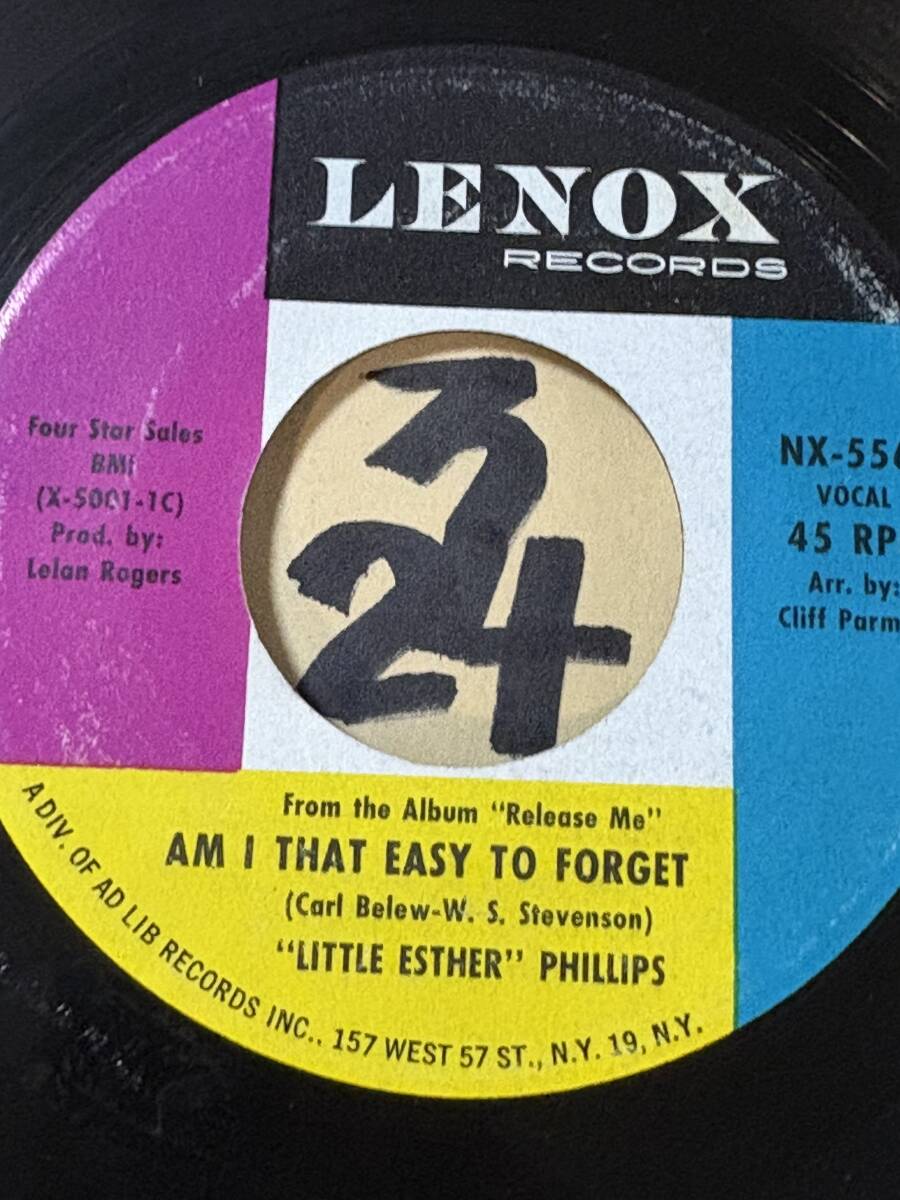 LENOX
RECORDS
Four Star Sales
BMI
(X-5001-1C)
Prod. by:
Lelan Rogers
NX-556
VOCAL
45 RP
Arr. by:
Cliff Parm
3
24
From the Album "Release Me"
AM I THAT EASY TO FORGET
(Carl Belew-W. S. Stevenson)
"LITTLE ESTHER" PHILLIPS
A DIV. OF AD LIB RECORDS INC., 157 WEST 57 ST., N.Y. 19, N.Y.